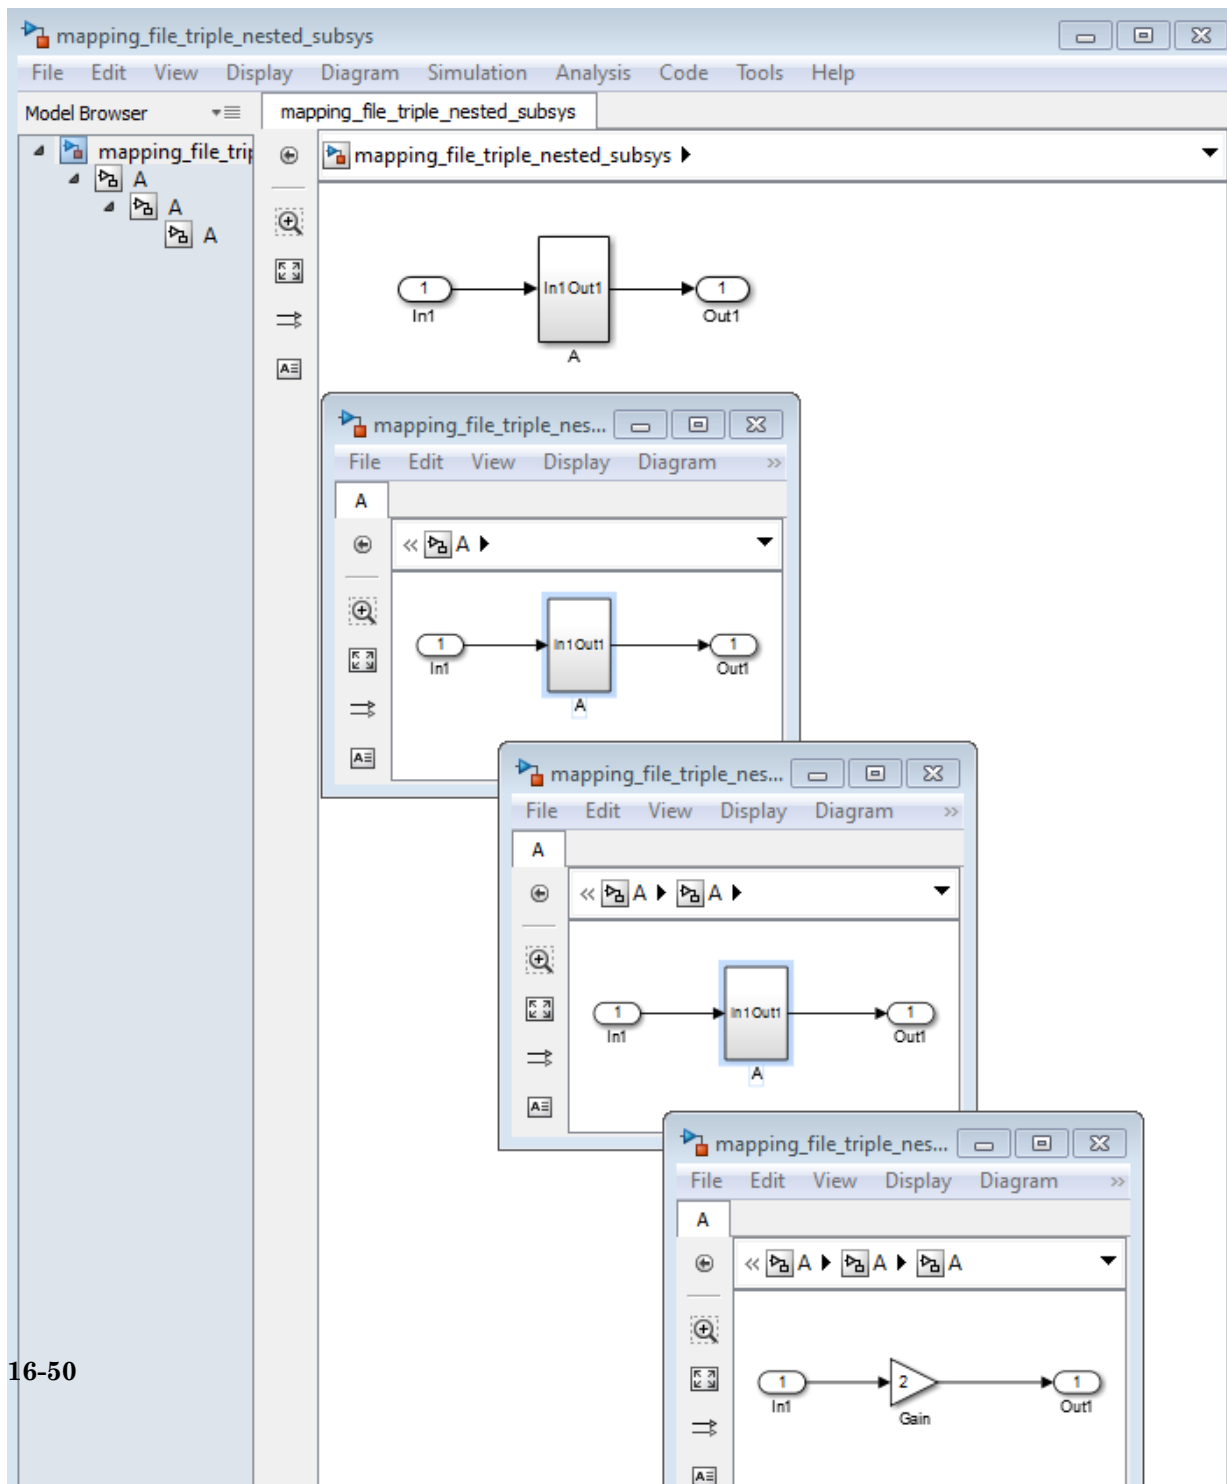 mapping_file_triple_nested_subsys
File Edit View Display Diagram Simulation Analysis Code Tools Help
Model Browser
mapping_file_triple_nested_subsys
mapping_file_trip
A
A
A
mapping_file_triple_nested_subsys
1
In1
In1 Out1
A
1
Out1
mapping_file_triple_nes...
File Edit View Display Diagram »
A
« A
1
In1
In1 Out1
A
1
Out1
mapping_file_triple_nes...
File Edit View Display Diagram »
A
« A A
1
In1
In1 Out1
A
1
Out1
mapping_file_triple_nes...
File Edit View Display Diagram »
A
« A A A
1
In1
2
Gain
1
Out1
16-50